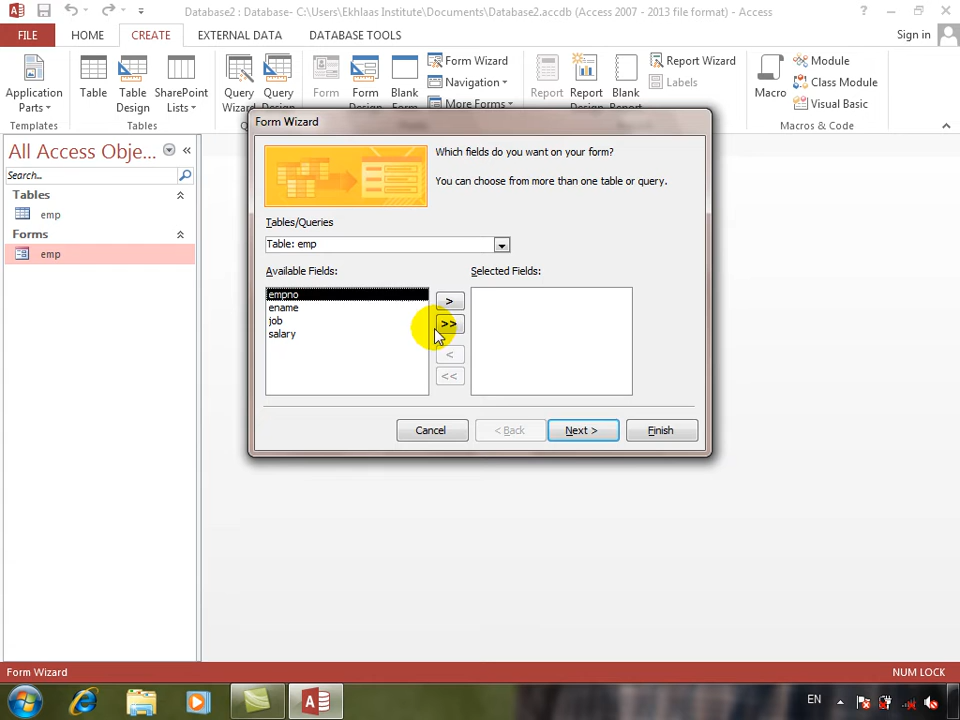 Database2 : Database- C:\Users\Ekhlaas Institute\Documents\Database2.accdb (Access 2007 - 2013 file format) - Access
FILE HOME CREATE EXTERNAL DATA DATABASE TOOLS Sign in
Application Parts
Table
Table Design
SharePoint Lists
Query
Query
Form
Form
Blank
Form Wizard
Navigation
More Forms
Report
Report
Blank
Report Wizard
Labels
Macro
Module
Class Module
Visual Basic
Templates
Tables
Macros & Code
All Access Obje...
Search...
Tables
emp
Forms
emp
Form Wizard
Which fields do you want on your form?
You can choose from more than one table or query.
Tables/Queries
Table: emp
Available Fields:
Selected Fields:
empno
ename
job
salary
>
>>
<
<<
Cancel
< Back
Next >
Finish
Form Wizard
NUM LOCK
EN